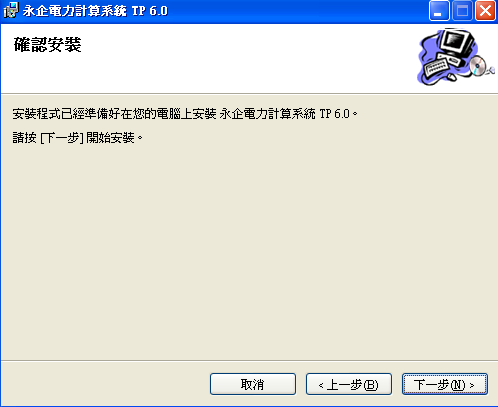 永企電力計算系統 TP 6.0
確認安裝
安裝程式已經準備好在您的電腦上安裝 永企電力計算系統 TP 6.0。
請按 [下一步] 開始安裝。
取消
< 上一步(B)
下一步(N) >